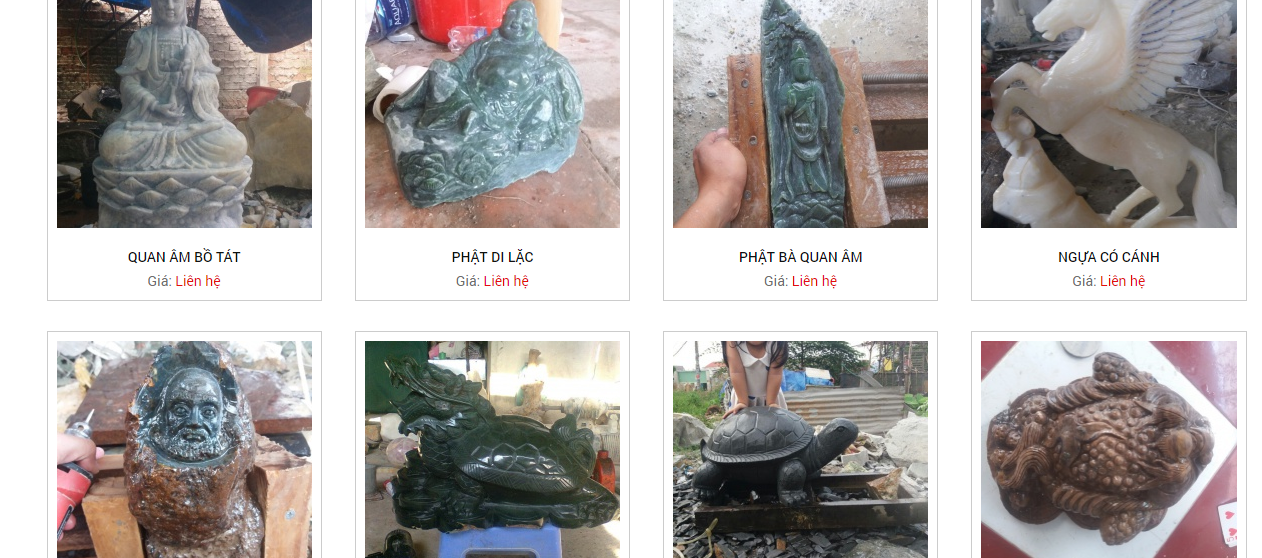 QUAN ÂM BỒ TÁT
Giá: Liên hệ
PHẬT DI LẶC
Giá: Liên hệ
PHẬT BÀ QUAN ÂM
Giá: Liên hệ
NGỰA CÓ CÁNH
Giá: Liên hệ